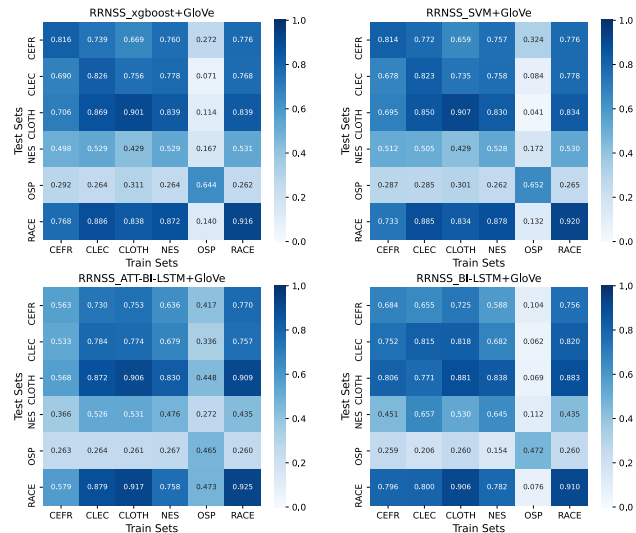 RRNSS_xgboost+GloVe
Test Sets
CEFR 0.816 0.739 0.669 0.760 0.272 0.776
CLEC 0.690 0.826 0.756 0.778 0.071 0.768
CLOTH 0.706 0.869 0.901 0.839 0.114 0.839
NES 0.498 0.529 0.429 0.529 0.167 0.531
OSP 0.292 0.264 0.311 0.264 0.644 0.262
RACE 0.768 0.886 0.838 0.872 0.140 0.916
CEFR CLEC CLOTH NES OSP RACE
Train Sets
1.0
0.8
0.6
0.4
0.2
0.0
RRNSS_SVM+GloVe
Test Sets
CEFR 0.814 0.772 0.659 0.757 0.324 0.776
CLEC 0.678 0.823 0.735 0.758 0.084 0.778
CLOTH 0.695 0.850 0.907 0.830 0.041 0.834
NES 0.512 0.505 0.429 0.528 0.172 0.530
OSP 0.287 0.285 0.301 0.262 0.652 0.265
RACE 0.733 0.885 0.834 0.878 0.132 0.920
CEFR CLEC CLOTH NES OSP RACE
Train Sets
1.0
0.8
0.6
0.4
0.2
0.0
RRNSS_ATT-BI-LSTM+GloVe
Test Sets
CEFR 0.563 0.730 0.753 0.636 0.417 0.770
CLEC 0.533 0.784 0.774 0.679 0.336 0.757
CLOTH 0.568 0.872 0.906 0.830 0.448 0.909
NES 0.366 0.526 0.531 0.476 0.272 0.435
OSP 0.263 0.264 0.261 0.267 0.465 0.260
RACE 0.579 0.879 0.917 0.758 0.473 0.925
CEFR CLEC CLOTH NES OSP RACE
Train Sets
1.0
0.8
0.6
0.4
0.2
0.0
RRNSS_BI-LSTM+GloVe
Test Sets
CEFR 0.684 0.655 0.725 0.588 0.104 0.756
CLEC 0.752 0.815 0.818 0.682 0.062 0.820
CLOTH 0.806 0.771 0.881 0.838 0.069 0.883
NES 0.451 0.657 0.530 0.645 0.112 0.435
OSP 0.259 0.206 0.260 0.154 0.472 0.260
RACE 0.796 0.800 0.906 0.782 0.076 0.910
CEFR CLEC CLOTH NES OSP RACE
Train Sets
1.0
0.8
0.6
0.4
0.2
0.0